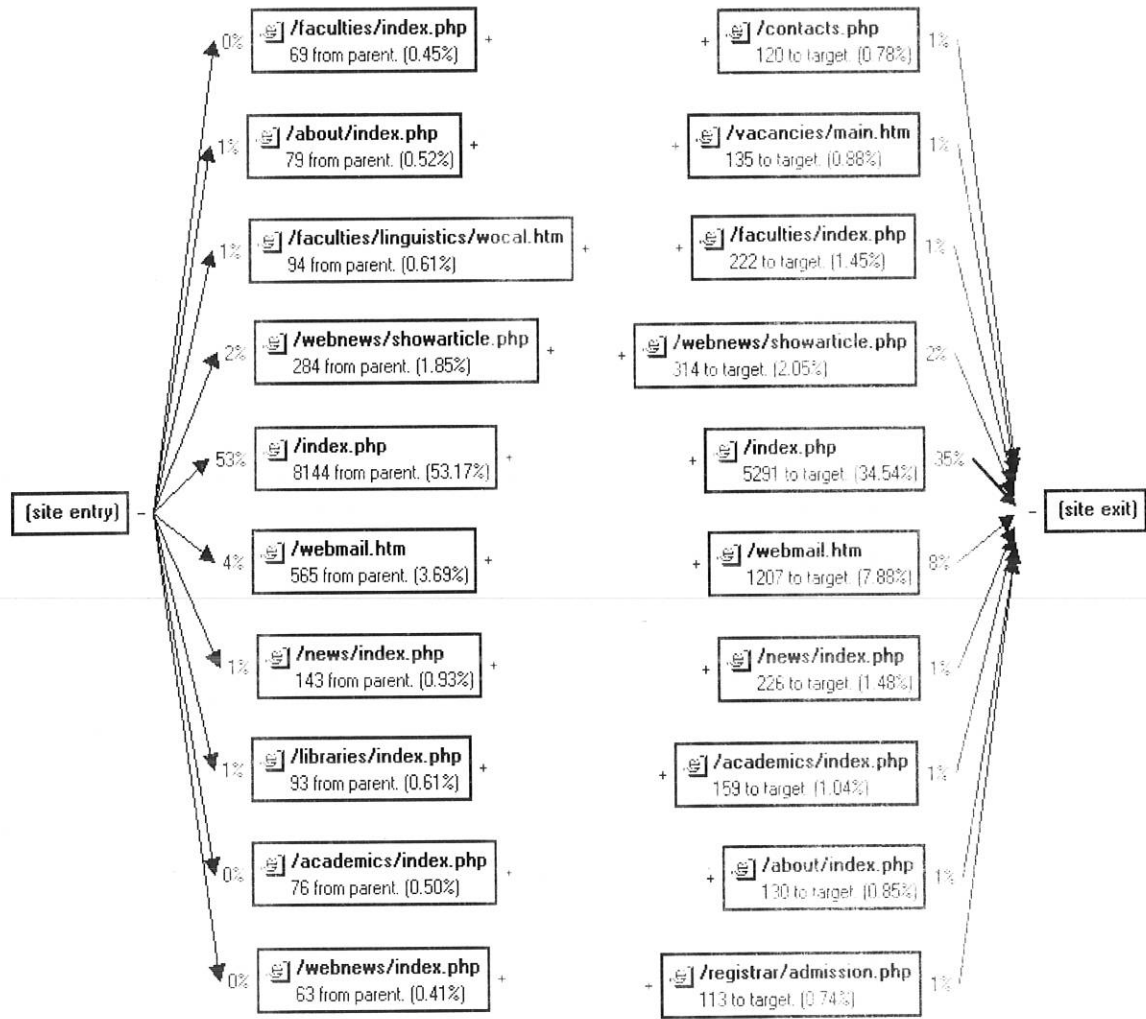 0%
/faculties/index.php
69 from parent. (0.45%)
+
1%
/about/index.php
79 from parent. (0.52%)
+
1%
/faculties/linguistics/wocal.htm
94 from parent. (0.61%)
+
2%
/webnews/showarticle.php
284 from parent. (1.85%)
+
(site entry)
-
53%
/index.php
8144 from parent. (53.17%)
+
4%
/webmail.htm
565 from parent. (3.69%)
+
1%
/news/index.php
143 from parent. (0.93%)
+
1%
/libraries/index.php
93 from parent. (0.61%)
+
0%
/academics/index.php
76 from parent. (0.50%)
+
0%
/webnews/index.php
63 from parent. (0.41%)
+
+
/contacts.php
120 to target. (0.78%)
1%
+
/vacancies/main.htm
135 to target. (0.88%)
1%
+
/faculties/index.php
222 to target. (1.45%)
1%
+
/webnews/showarticle.php
314 to target. (2.05%)
2%
+
/index.php
5291 to target. (34.54%)
35%
+
/webmail.htm
1207 to target. (7.88%)
8%
+
/news/index.php
226 to target. (1.48%)
1%
+
/academics/index.php
159 to target. (1.04%)
1%
+
/about/index.php
130 to target. (0.85%)
1%
+
/registrar/admission.php
113 to target. (0.74%)
1%
-
(site exit)